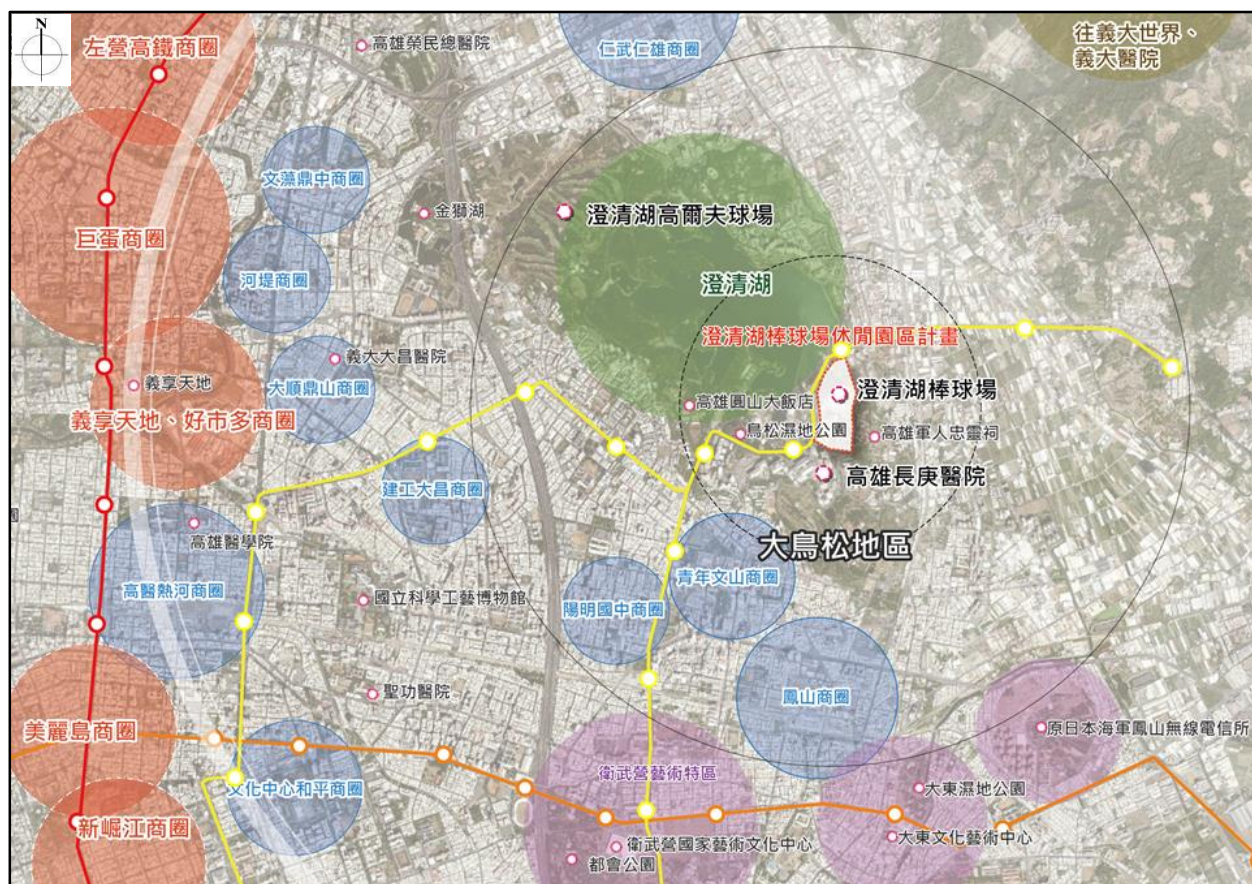 N
左營高鐵商圈
高雄榮民總醫院
仁武仁雄商圈
往義大世界、
義大醫院
文藻鼎中商圈
金獅湖
澄清湖高爾夫球場
巨蛋商圈
河堤商圈
澄清湖
澄清湖棒球場休閒園區計畫
義大大昌醫院
義享天地
大順鼎山商圈
澄清湖棒球場
高雄圓山大飯店
義享天地、好市多商圈
鳥松濕地公園
高雄軍人忠靈祠
高雄長庚醫院
建工大昌商圈
高雄醫學院
大鳥松地區
青年文山商圈
高醫熱河商圈
國立科學工藝博物館
陽明國中商圈
聖功醫院
鳳山商圈
美麗島商圈
原日本海軍鳳山無線電信所
衛武營藝術特區
文化中心和平商圈
大東濕地公園
新崛江商圈
大東文化藝術中心
衛武營國家藝術文化中心
都會公園